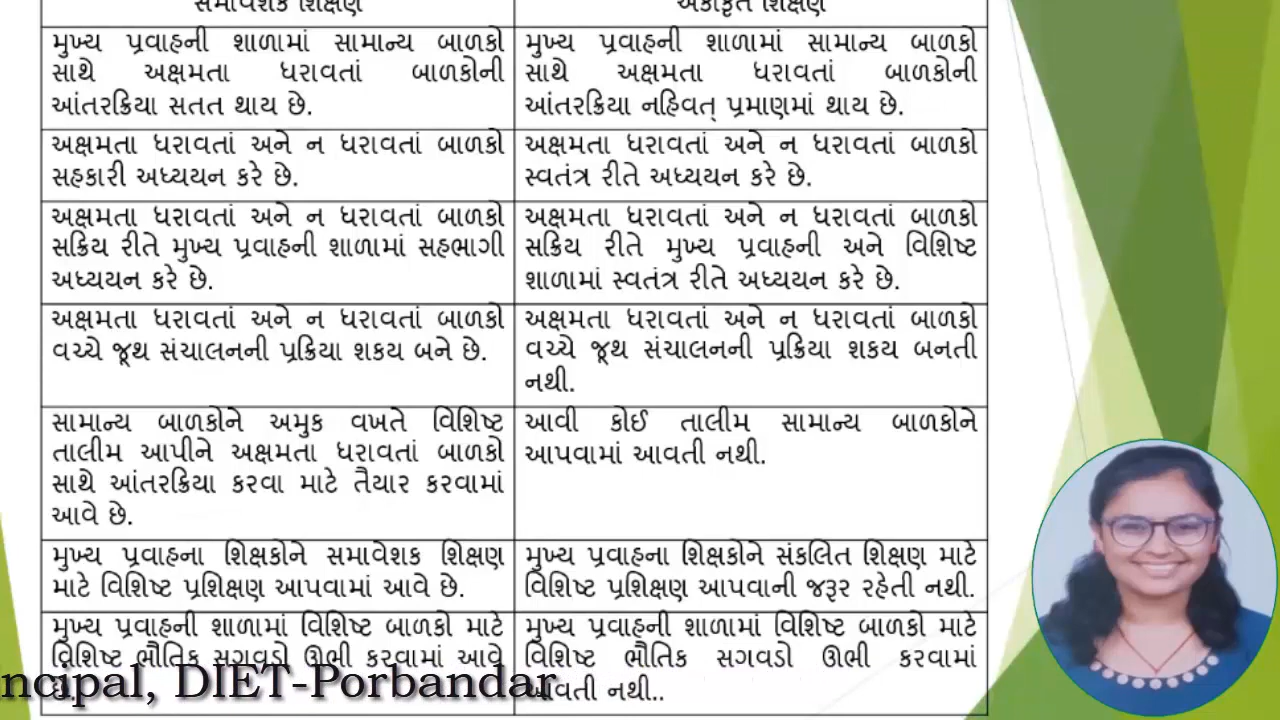 સમાવેશક શિક્ષણ
એકીકૃત શિક્ષણ
મુખ્ય પ્રવાહની શાળામાં સામાન્ય બાળકો
સાથે અક્ષમતા ધરાવતાં બાળકોની
આંતરક્રિયા સતત થાય છે.
મુખ્ય પ્રવાહની શાળામાં સામાન્ય બાળકો
સાથે અક્ષમતા ધરાવતાં બાળકોની
આંતરક્રિયા નહિવત્ પ્રમાણમાં થાય છે.
અક્ષમતા ધરાવતાં અને ન ધરાવતાં બાળકો
સહકારી અધ્યયન કરે છે.
અક્ષમતા ધરાવતાં અને ન ધરાવતાં બાળકો
સ્વતંત્ર રીતે અધ્યયન કરે છે.
અક્ષમતા ધરાવતાં અને ન ધરાવતાં બાળકો
સક્રિય રીતે મુખ્ય પ્રવાહની શાળામાં સહભાગી
અધ્યયન કરે છે.
અક્ષમતા ધરાવતાં અને ન ધરાવતાં બાળકો
સક્રિય રીતે મુખ્ય પ્રવાહની અને વિશિષ્ટ
શાળામાં સ્વતંત્ર રીતે અધ્યયન કરે છે.
અક્ષમતા ધરાવતાં અને ન ધરાવતાં બાળકો
વચ્ચે જૂથ સંચાલનની પ્રક્રિયા શકય બને છે.
અક્ષમતા ધરાવતાં અને ન ધરાવતાં બાળકો
વચ્ચે જૂથ સંચાલનની પ્રક્રિયા શકય બનતી
નથી.
સામાન્ય બાળકોને અમુક વખતે વિશિષ્ટ
તાલીમ આપીને અક્ષમતા ધરાવતાં બાળકો
સાથે આંતરક્રિયા કરવા માટે તૈયાર કરવામાં
આવે છે.
આવી કોઈ તાલીમ સામાન્ય બાળકોને
આપવામાં આવતી નથી.
મુખ્ય પ્રવાહના શિક્ષકોને સમાવેશક શિક્ષણ
માટે વિશિષ્ટ પ્રશિક્ષણ આપવામાં આવે છે.
મુખ્ય પ્રવાહના શિક્ષકોને સંકલિત શિક્ષણ માટે
વિશિષ્ટ પ્રશિક્ષણ આપવાની જરૂર રહેતી નથી.
મુખ્ય પ્રવાહની શાળામાં વિશિષ્ટ બાળકો માટે
વિશિષ્ટ ભૌતિક સગવડો ઊભી કરવામાં આવે
મુખ્ય પ્રવાહની શાળામાં વિશિષ્ટ બાળકો માટે
વિશિષ્ટ ભૌતિક સગવડો ઊભી કરવામાં
આવતી નથી..
ncipal, DIET-Porbandar